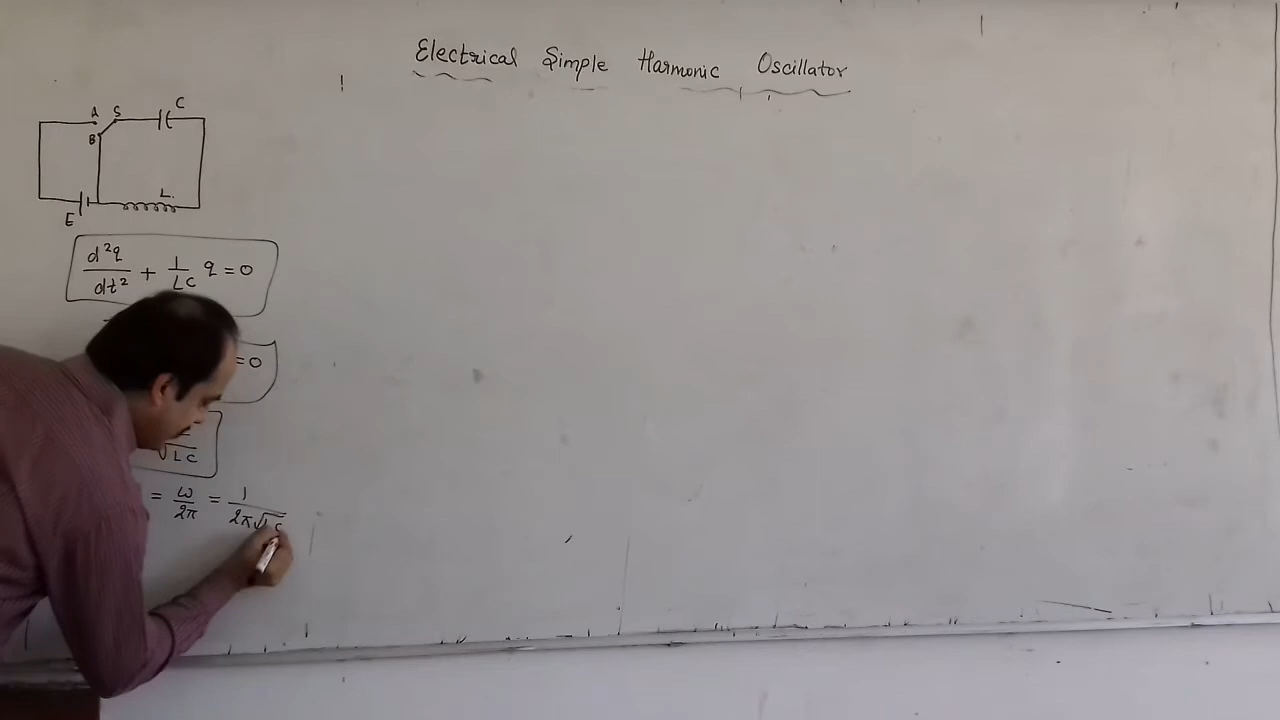 Electrical Simple Harmonic Oscillator
A S C
B
L.
E
d²q/dt² + 1/LC q = 0
= 0
√LC
= ω/2π = 1/2π√LC